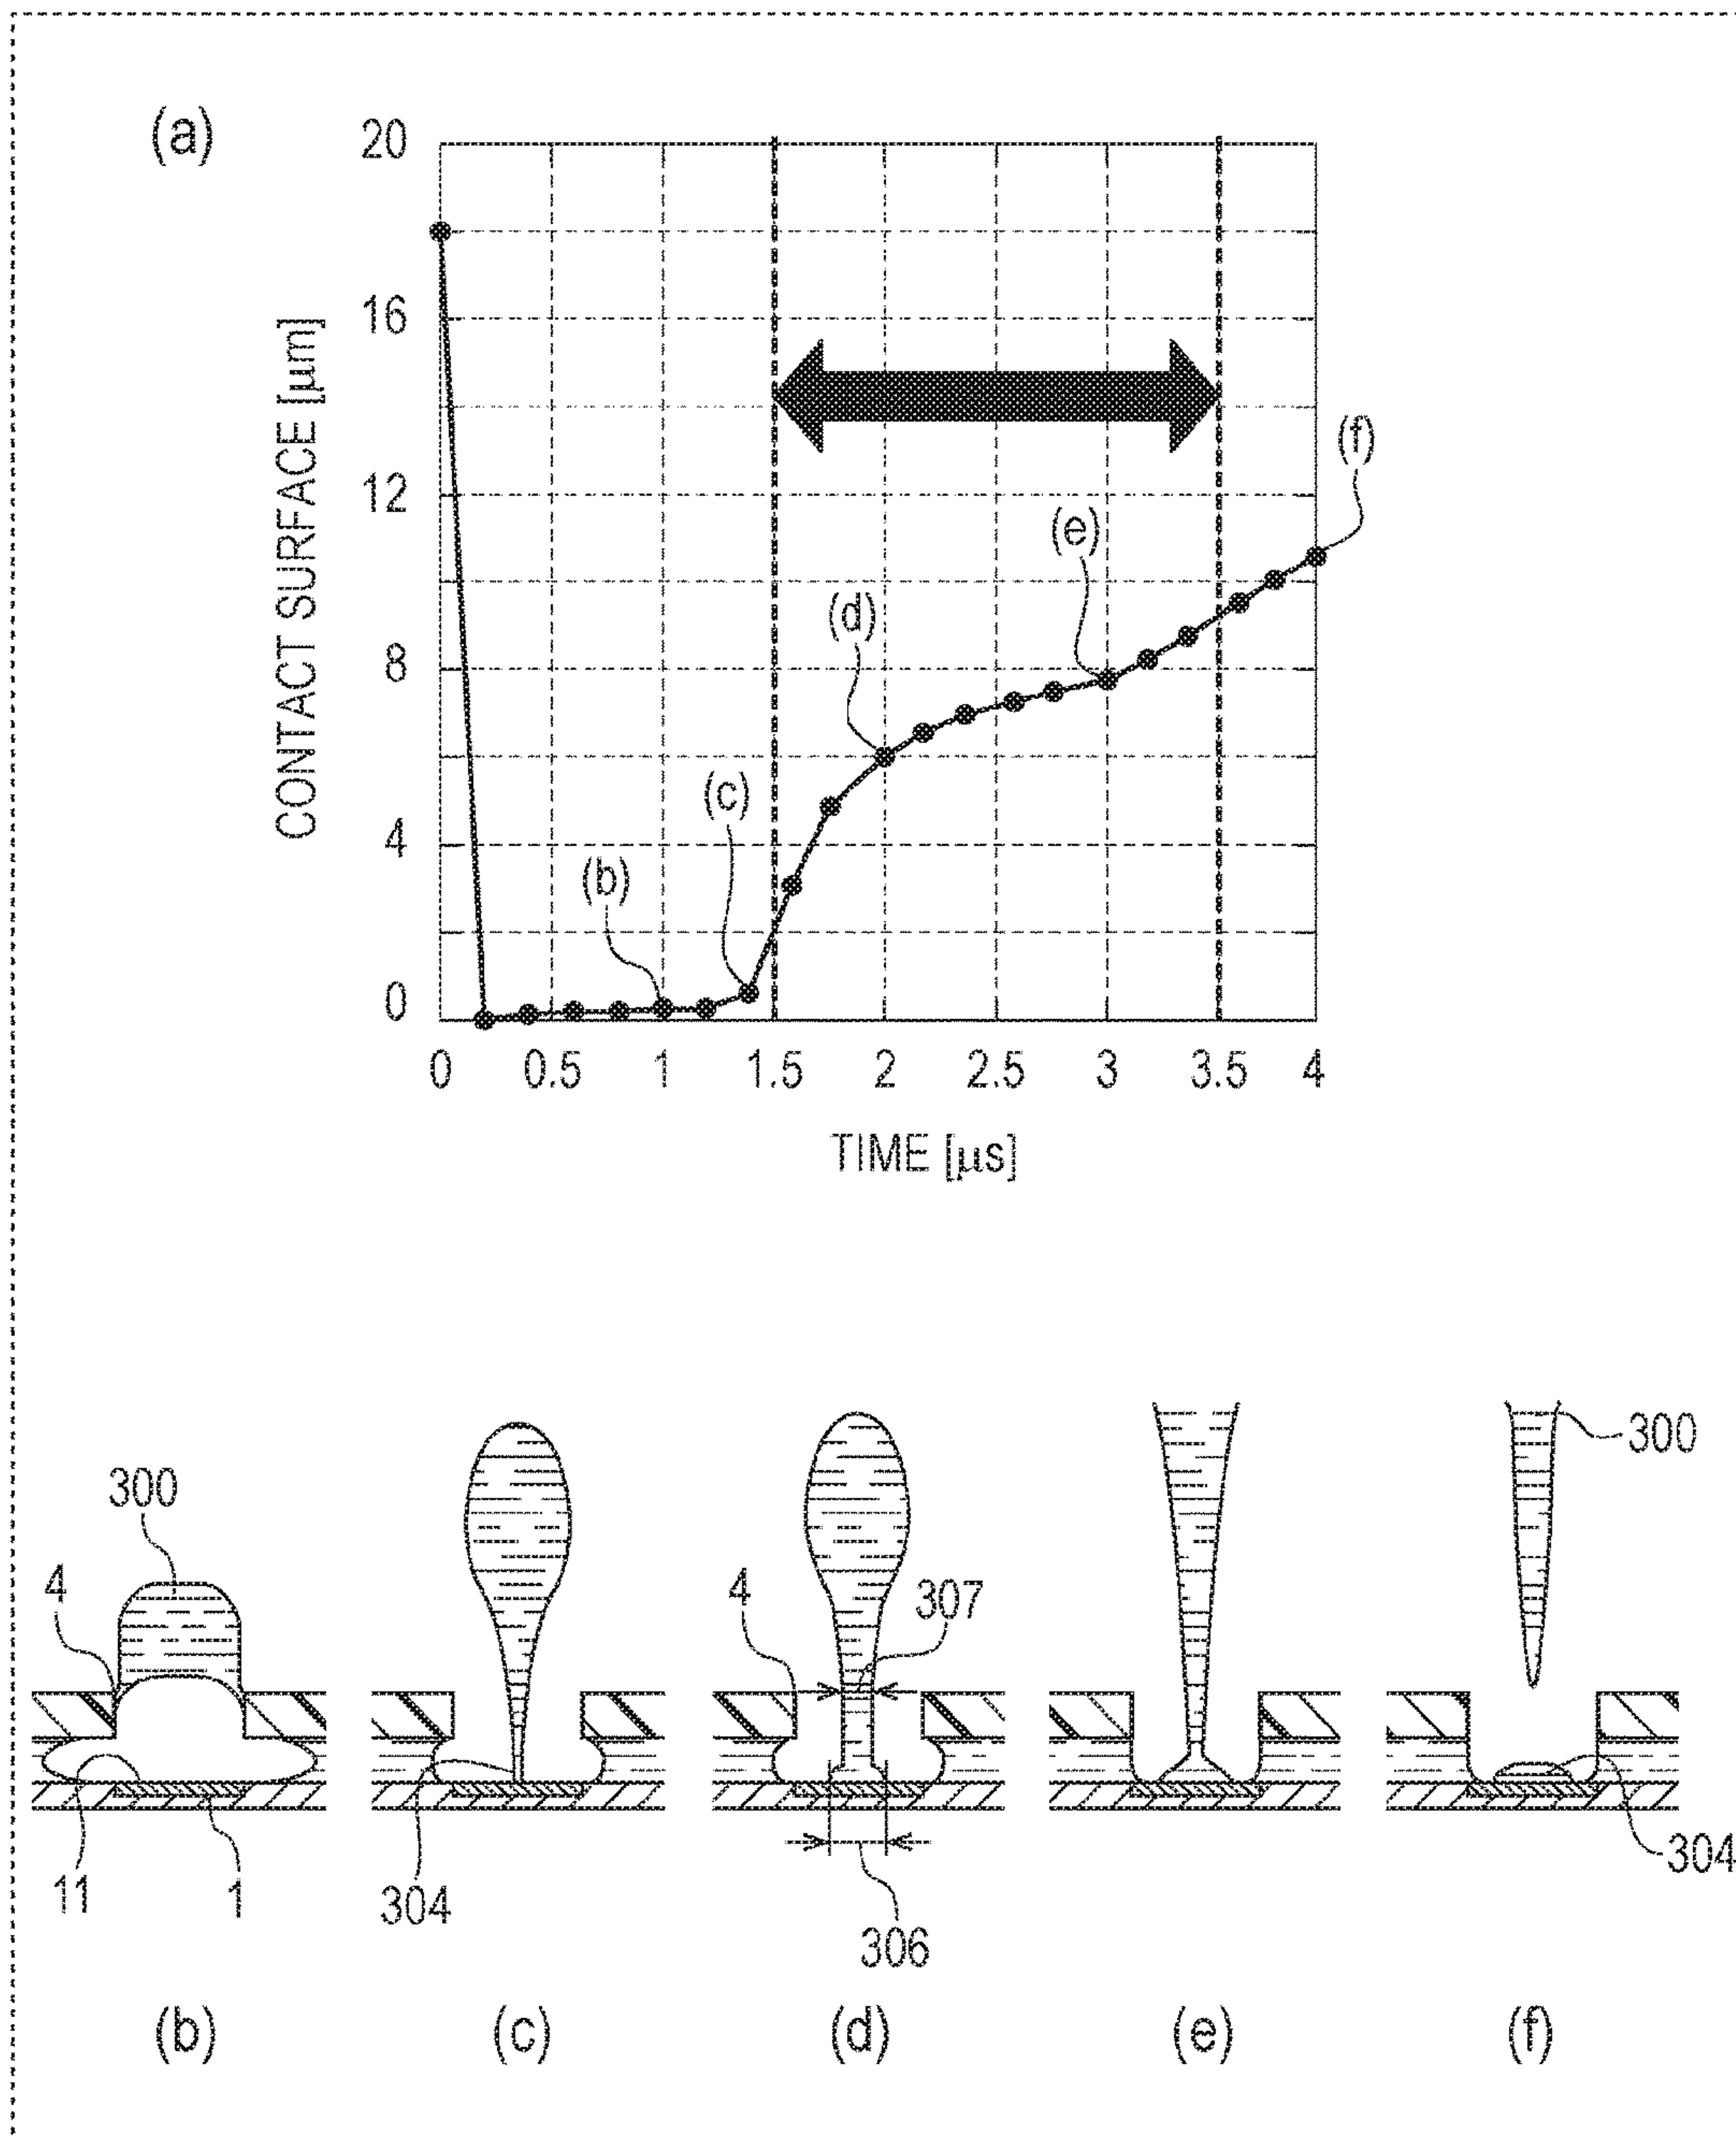 (a)
20
16
12
8
4
0
CONTACT SURFACE [μm]
(b)
(c)
(d)
(e)
(f)
0 0.5 1 1.5 2 2.5 3 3.5 4
TIME [μs]
300
4
11
1
304
4
307
306
300
304
(b) (c) (d) (e) (f)